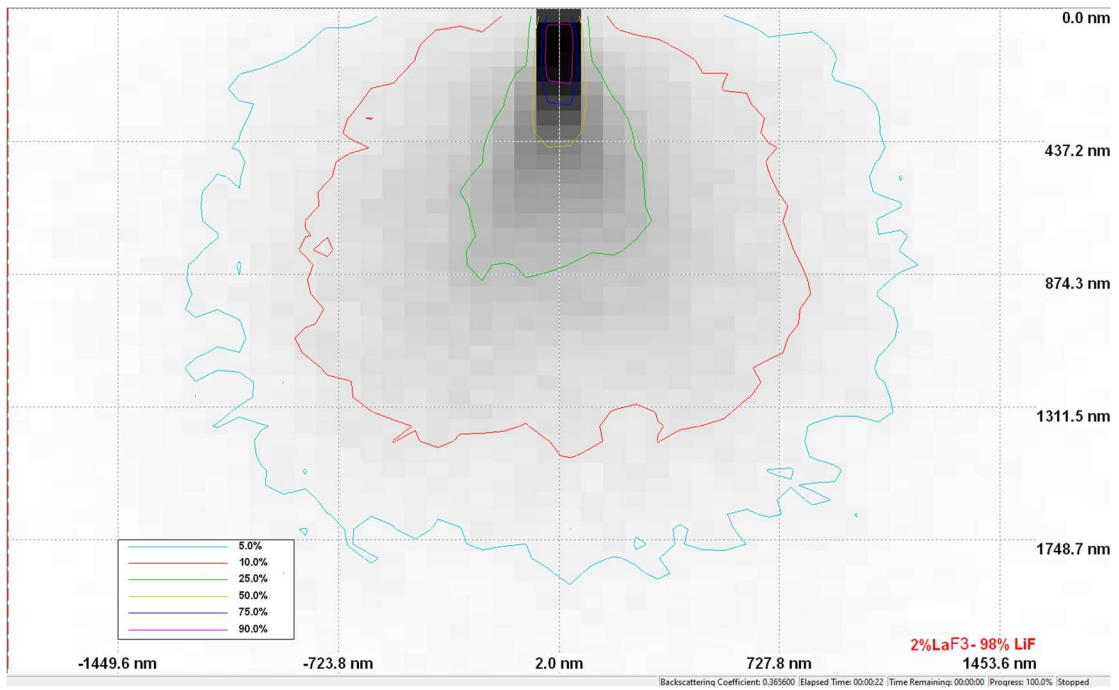 0.0 nm
437.2 nm
874.3 nm
1311.5 nm
1748.7 nm
5.0%
10.0%
25.0%
50.0%
75.0%
90.0%
2%LaF3- 98% LiF
-1449.6 nm -723.8 nm 2.0 nm 727.8 nm 1453.6 nm
Backscattering Coefficient: 0.365600 Elapsed Time: 00:00:22 Time Remaining: 00:00:00 Progress: 100.0% Stopped